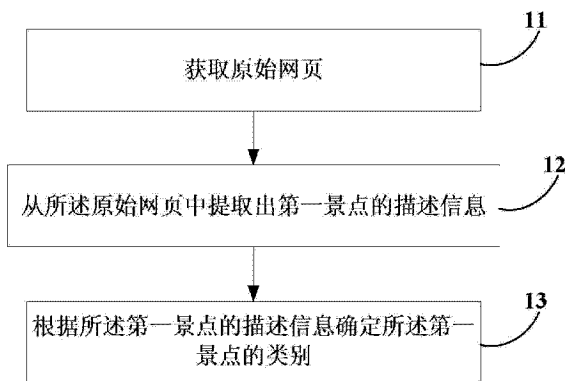 11
获取原始网页
12
从所述原始网页中提取出第一景点的描述信息
13
根据所述第一景点的描述信息确定所述第一
景点的类别